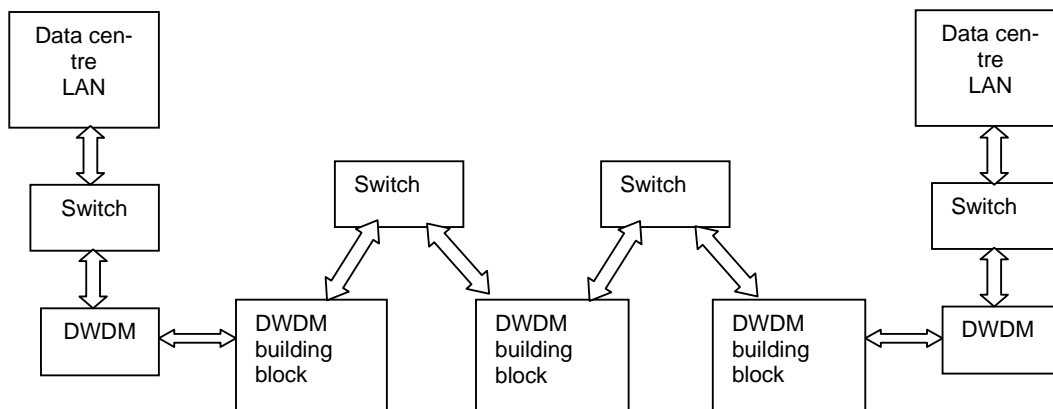 Data cen-
tre
LAN
Data cen-
tre
LAN
Switch
Switch
Switch
Switch
DWDM
DWDM
building
block
DWDM
building
block
DWDM
building
block
DWDM